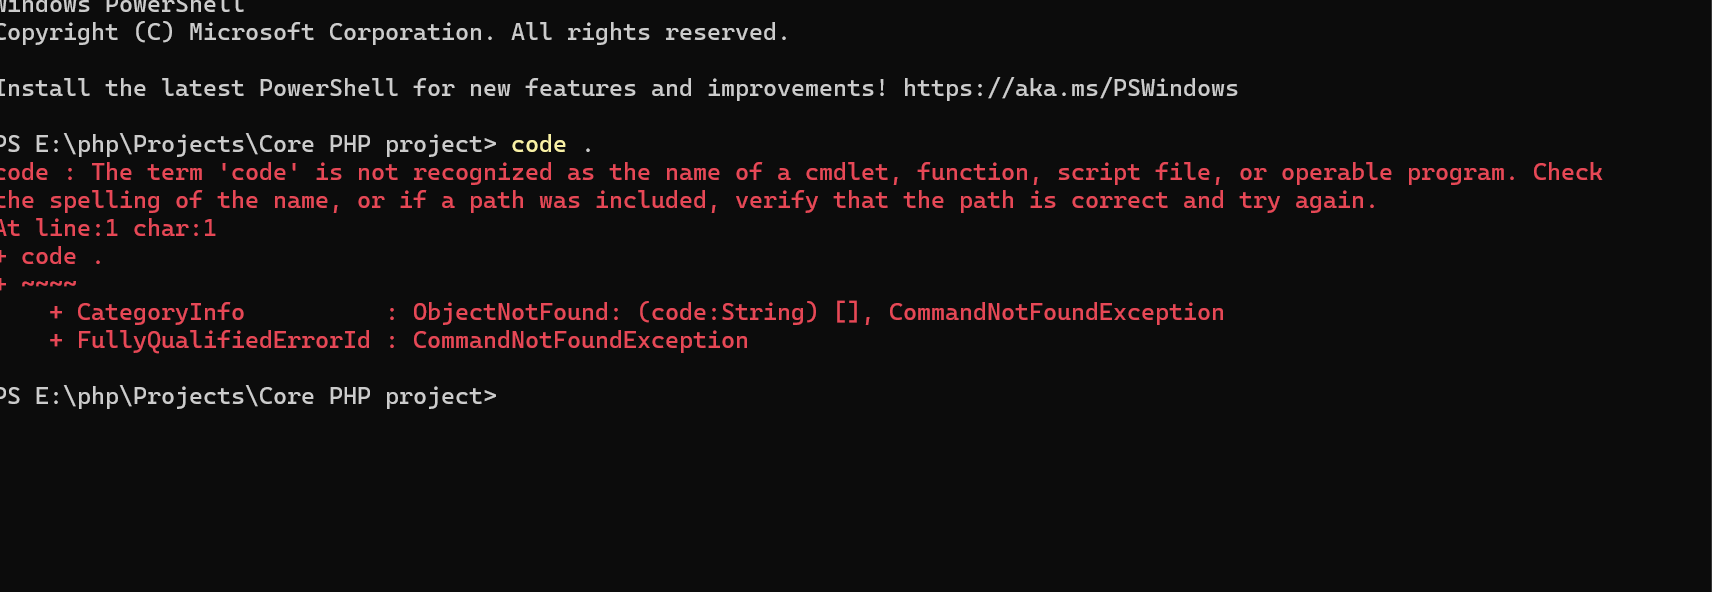 Windows PowerShell
Copyright (C) Microsoft Corporation. All rights reserved.
Install the latest PowerShell for new features and improvements! https://aka.ms/PSWindows
PS E:\php\Projects\Core PHP project> code .
code : The term 'code' is not recognized as the name of a cmdlet, function, script file, or operable program. Check
the spelling of the name, or if a path was included, verify that the path is correct and try again.
At line:1 char:1
+ code .
+ ~~~~
    + CategoryInfo          : ObjectNotFound: (code:String) [], CommandNotFoundException
    + FullyQualifiedErrorId : CommandNotFoundException
PS E:\php\Projects\Core PHP project>